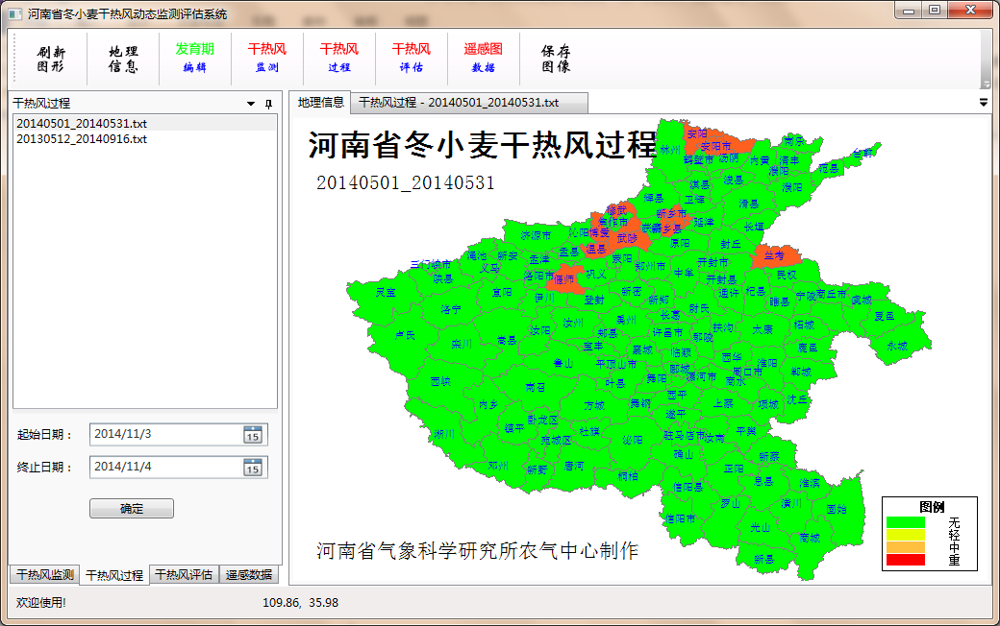 河南省冬小麦干热风动态监测评估系统
刷新图形
地理信息
发育期编辑
干热风监测
干热风过程
干热风评估
遥感图数据
保存图像
干热风过程
20140501_20140531.txt
20130512_20140916.txt
起始日期：
2014/11/3
15
终止日期：
2014/11/4
15
确定
干热风监测
干热风过程
干热风评估
遥感数据
地理信息
干热风过程 - 20140501_20140531.txt
河南省冬小麦干热风过程
20140501_20140531
安阳
林州
安阳市
南乐
台前
鹤壁市
汤阴
内黄
清丰
濮阳
范县
淇县
浚县
濮阳
辉县
卫辉
滑县
修武
新乡市
焦作市
获嘉
新乡县
延津
长垣
济源市
沁阳
博爱
武陟
原阳
封丘
兰考
渑池
新安
孟津
孟县
温县
荥阳
郑州市
开封市
三门峡市
义马
陕县
洛阳市
偃师
巩义
中牟
开封县
民权
灵宝
宜阳
伊川
登封
新密
新郑
通许
杞县
睢县
宁陵
商丘市
虞城
洛宁
尉氏
夏邑
卢氏
栾川
嵩县
汝阳
汝州
禹州
长葛
许昌市
鄢陵
扶沟
太康
柘城
永城
郏县
宝丰
襄城
临颍
西华
淮阳
鹿邑
鲁山
平顶山市
郾城
周口市
郸城
西峡
南召
叶县
舞阳
漯河市
商水
内乡
方城
舞钢
西平
上蔡
项城
沈丘
卧龙区
遂平
淅川
镇平
宛城区
社旗
泌阳
驻马店市
汝南
平舆
确山
新蔡
邓州
新野
唐河
桐柏
正阳
息县
淮滨
信阳县
罗山
潢川
固始
信阳市
光山
商城
新县
河南省气象科学研究所农气中心制作
图例
无
轻
中
重
欢迎使用!
109.86, 35.98